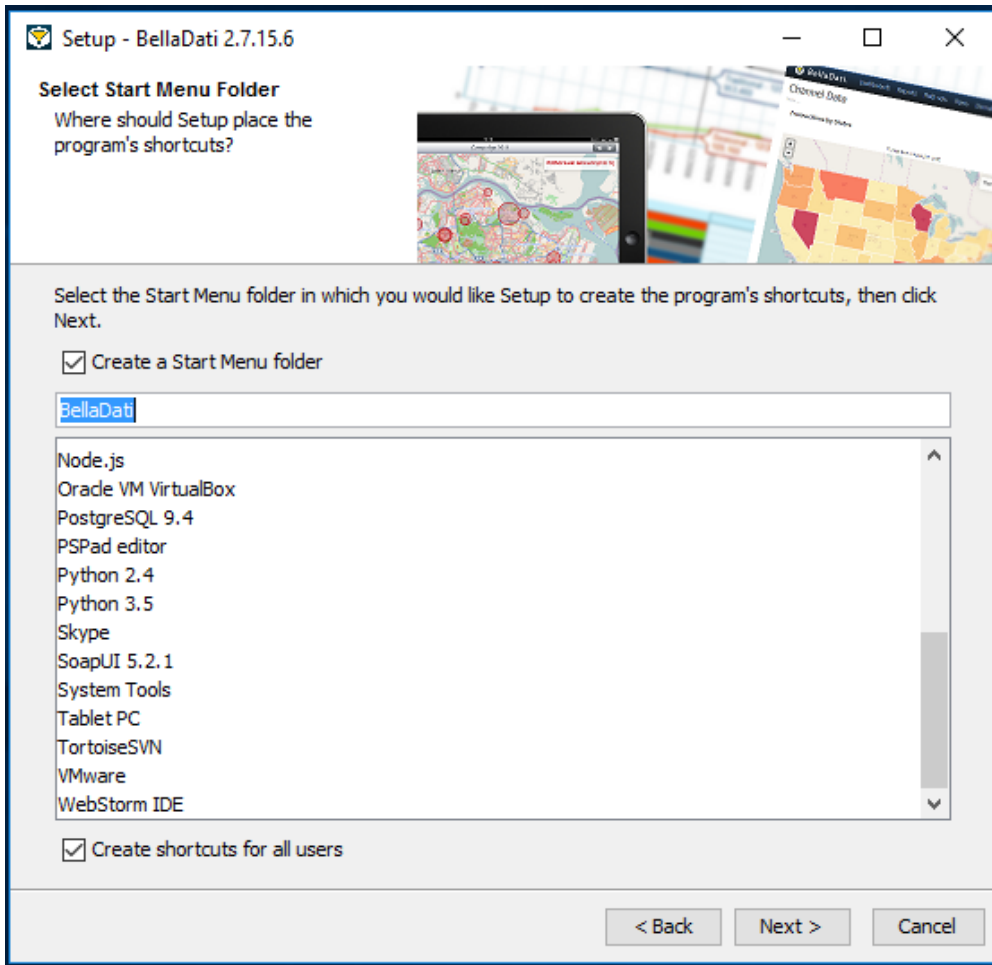 Setup - BellaDati 2.7.15.6
Select Start Menu Folder
Where should Setup place the
program's shortcuts?
BellaDati
Channel Data
Select the Start Menu folder in which you would like Setup to create the program's shortcuts, then click
Next.
Create a Start Menu folder
BellaDati
Node.js
Oracle VM VirtualBox
PostgreSQL 9.4
PSPad editor
Python 2.4
Python 3.5
Skype
SoapUI 5.2.1
System Tools
Tablet PC
TortoiseSVN
VMware
WebStorm IDE
Create shortcuts for all users
< Back
Next >
Cancel